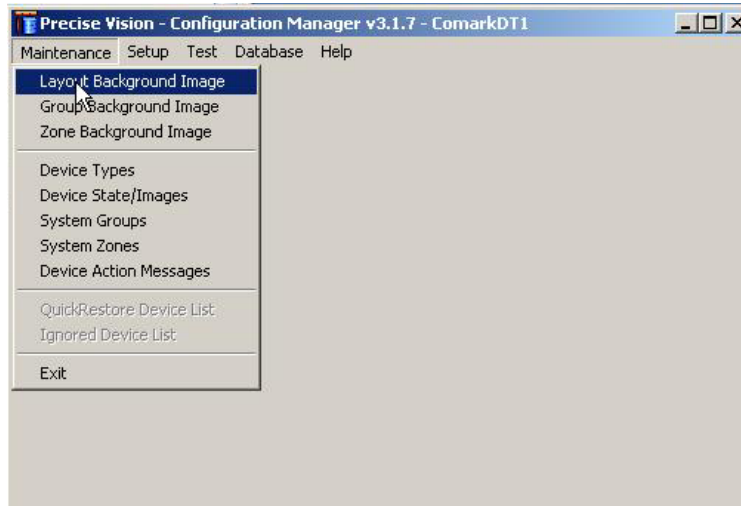 Precise Vision - Configuration Manager v3.1.7 - ComarkDT1
Maintenance Setup Test Database Help
Layout Background Image
Group Background Image
Zone Background Image
Device Types
Device State/Images
System Groups
System Zones
Device Action Messages
QuickRestore Device List
Ignored Device List
Exit